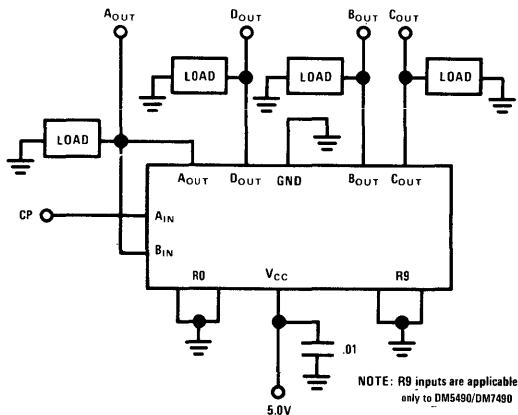 AOUT DOUT BOUT COUT
LOAD LOAD LOAD
LOAD
AOUT DOUT GND BOUT COUT
CP AIN
BIN
R0 VCC R9
.01
NOTE: R9 inputs are applicable
only to DM5490/DM7490
5.0V